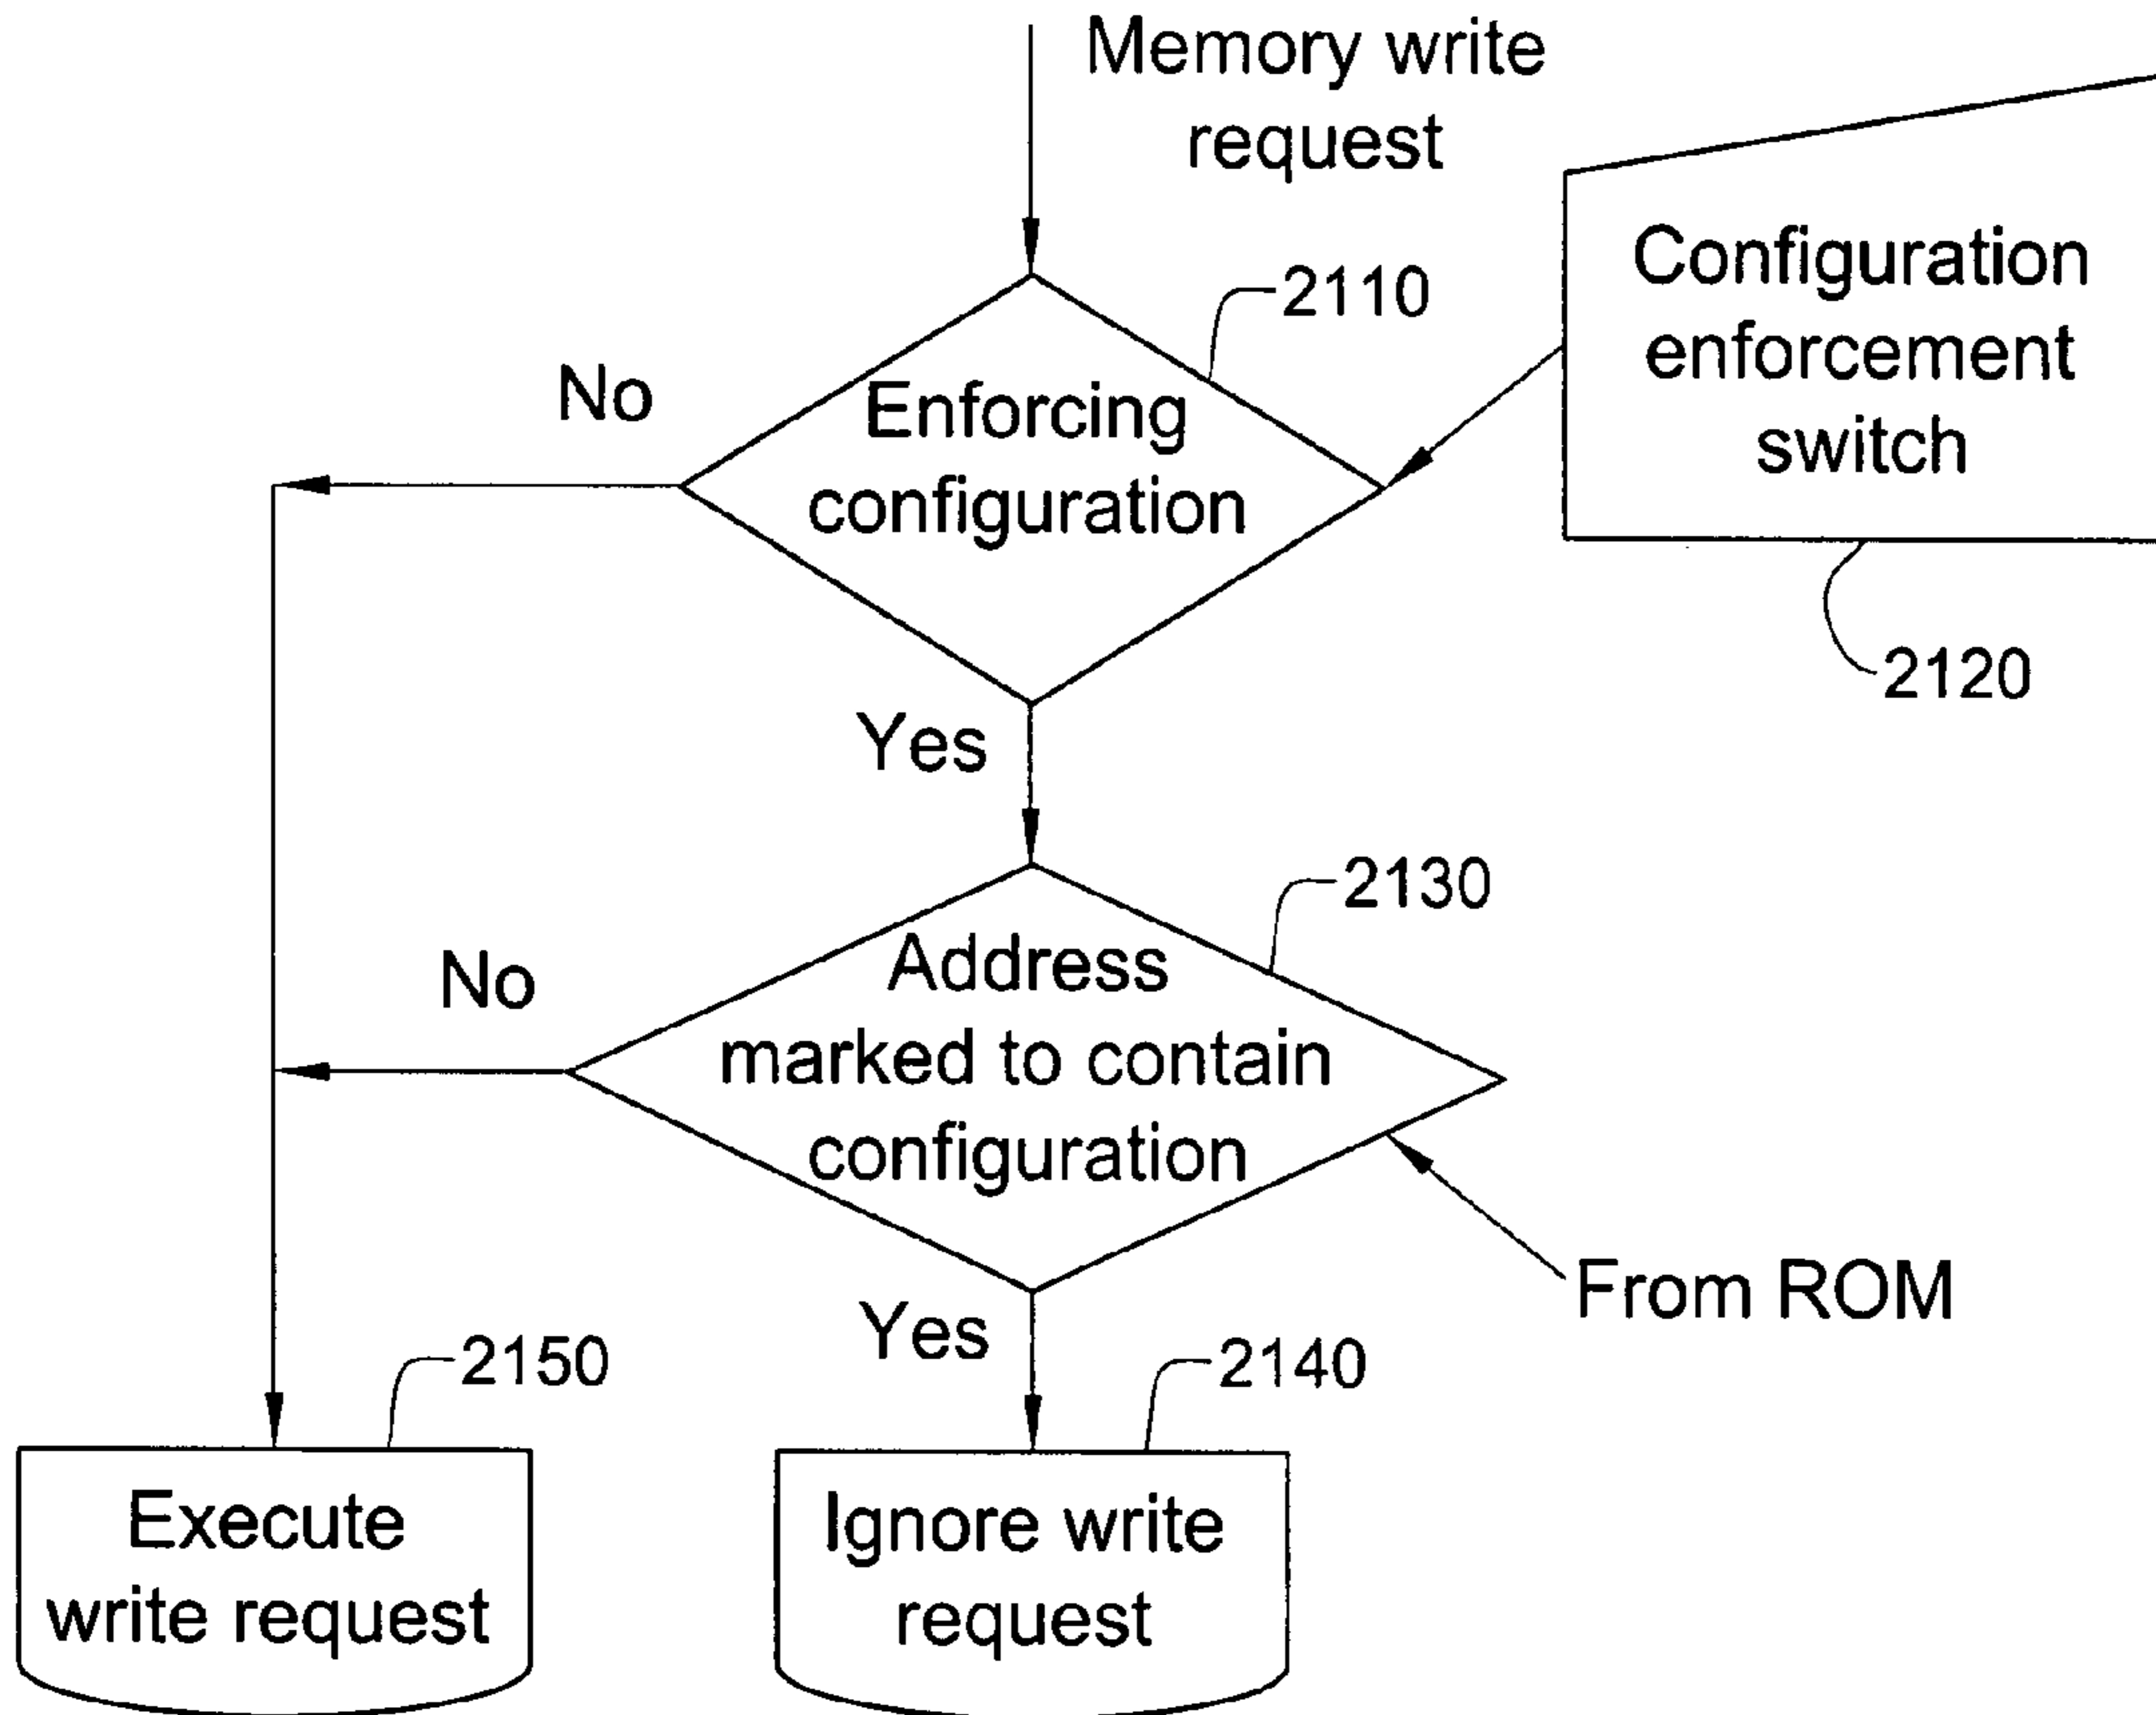 Memory write
request
Configuration
enforcement
switch
2110
No
Enforcing
configuration
2120
Yes
2130
No
Address
marked to contain
configuration
From ROM
Yes
2150
2140
Execute
write request
Ignore write
request